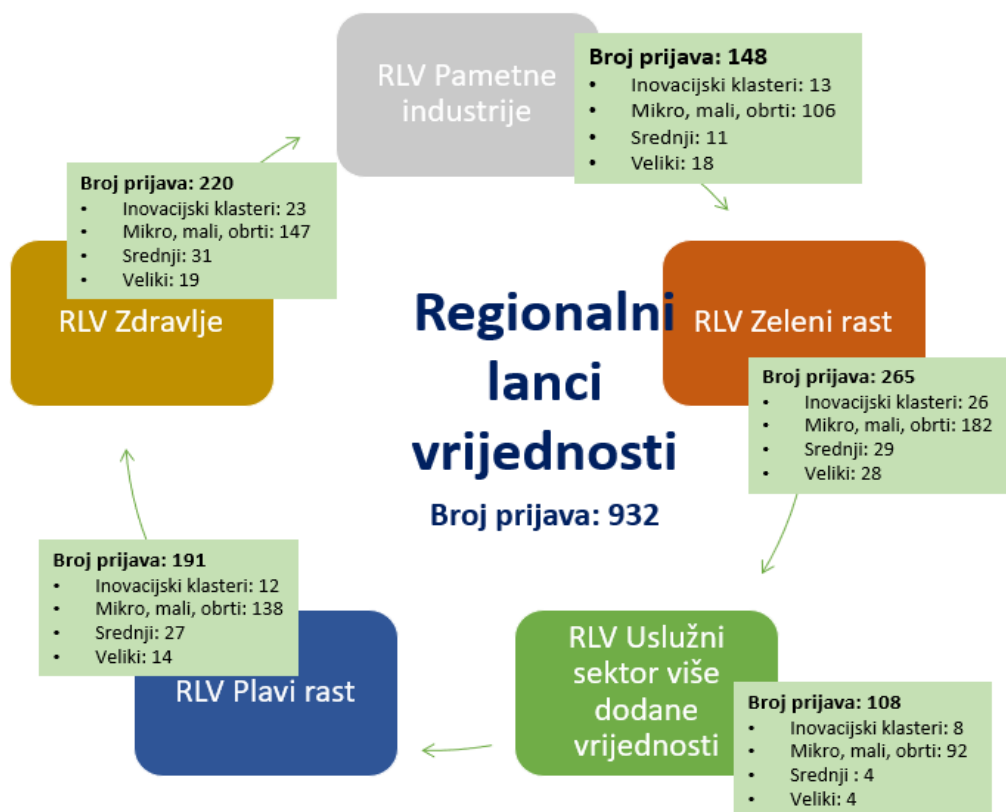 RLV Pametne
industrije
Broj prijava: 148
• Inovacijski klasteri: 13
• Mikro, mali, obrti: 106
• Srednji: 11
• Veliki: 18
Broj prijava: 220
• Inovacijski klasteri: 23
• Mikro, mali, obrti: 147
• Srednji: 31
• Veliki: 19
RLV Zdravlje
Regionalni
lanci
vrijednosti
Broj prijava: 932
RLV Zeleni rast
Broj prijava: 265
• Inovacijski klasteri: 26
• Mikro, mali, obrti: 182
• Srednji: 29
• Veliki: 28
Broj prijava: 191
• Inovacijski klasteri: 12
• Mikro, mali, obrti: 138
• Srednji: 27
• Veliki: 14
RLV Plavi rast
RLV Uslužni
sektor više
dodane
vrijednosti
Broj prijava: 108
• Inovacijski klasteri: 8
• Mikro, mali, obrti: 92
• Srednji : 4
• Veliki: 4